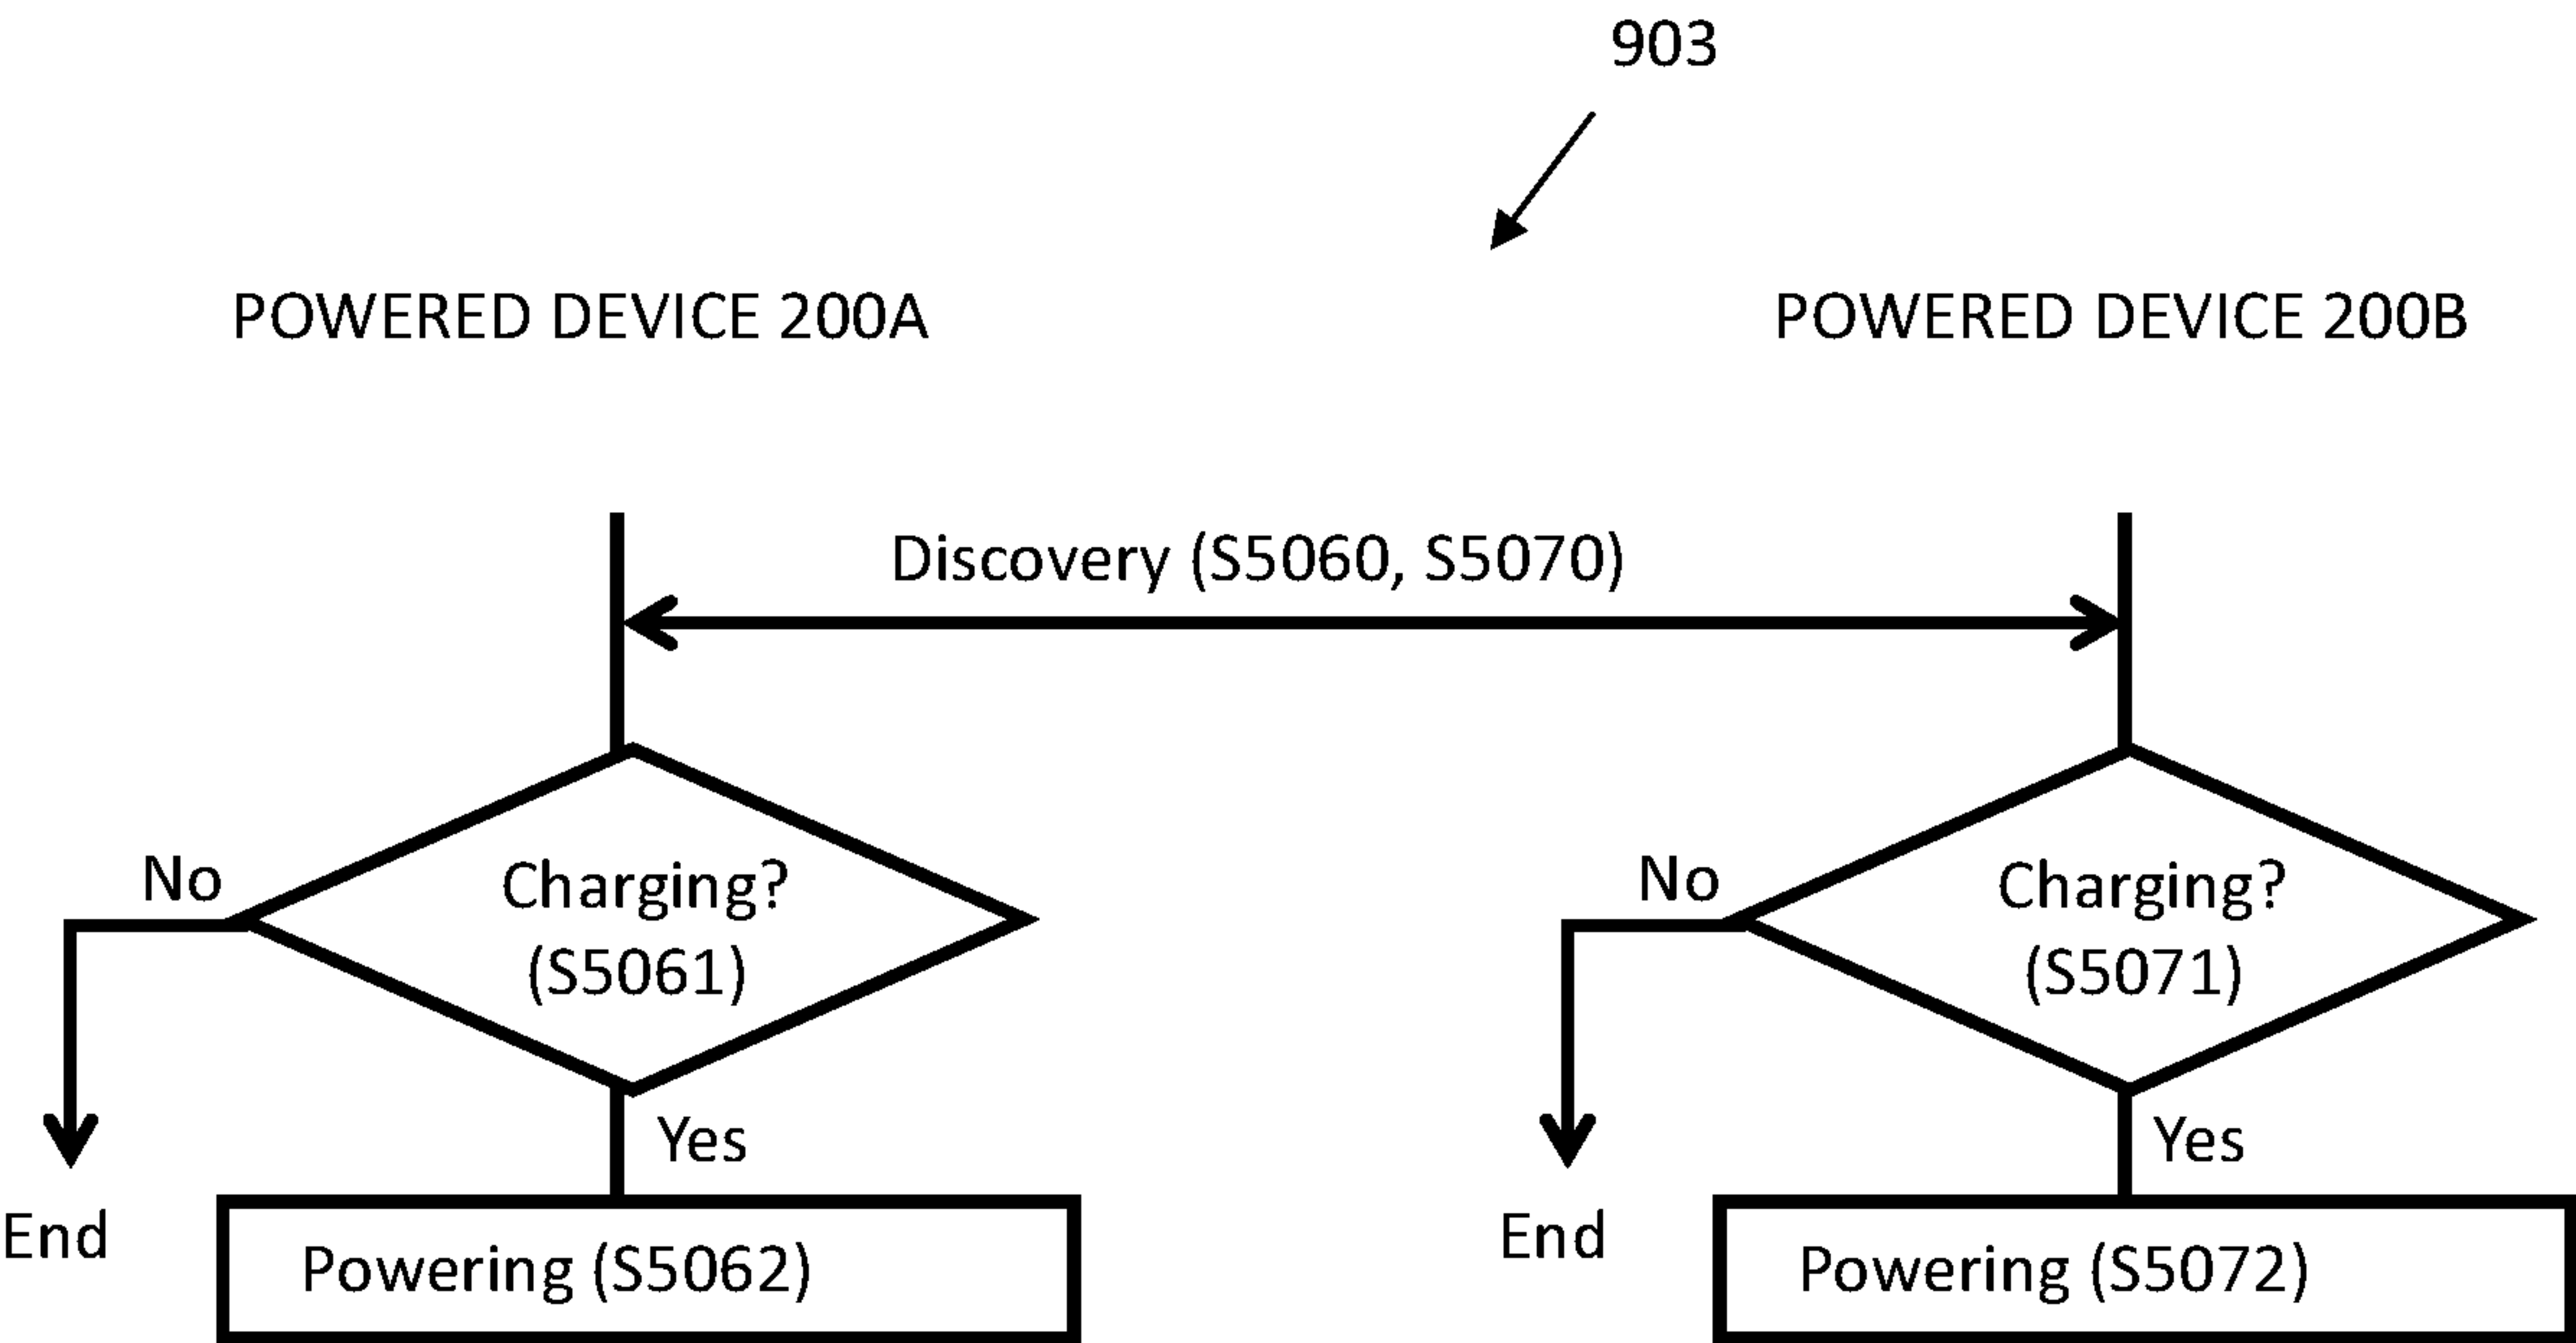 903
POWERED DEVICE 200A
POWERED DEVICE 200B
Discovery (S5060, S5070)
No
Charging?
(S5061)
Yes
End
Powering (S5062)
No
Charging?
(S5071)
Yes
End
Powering (S5072)